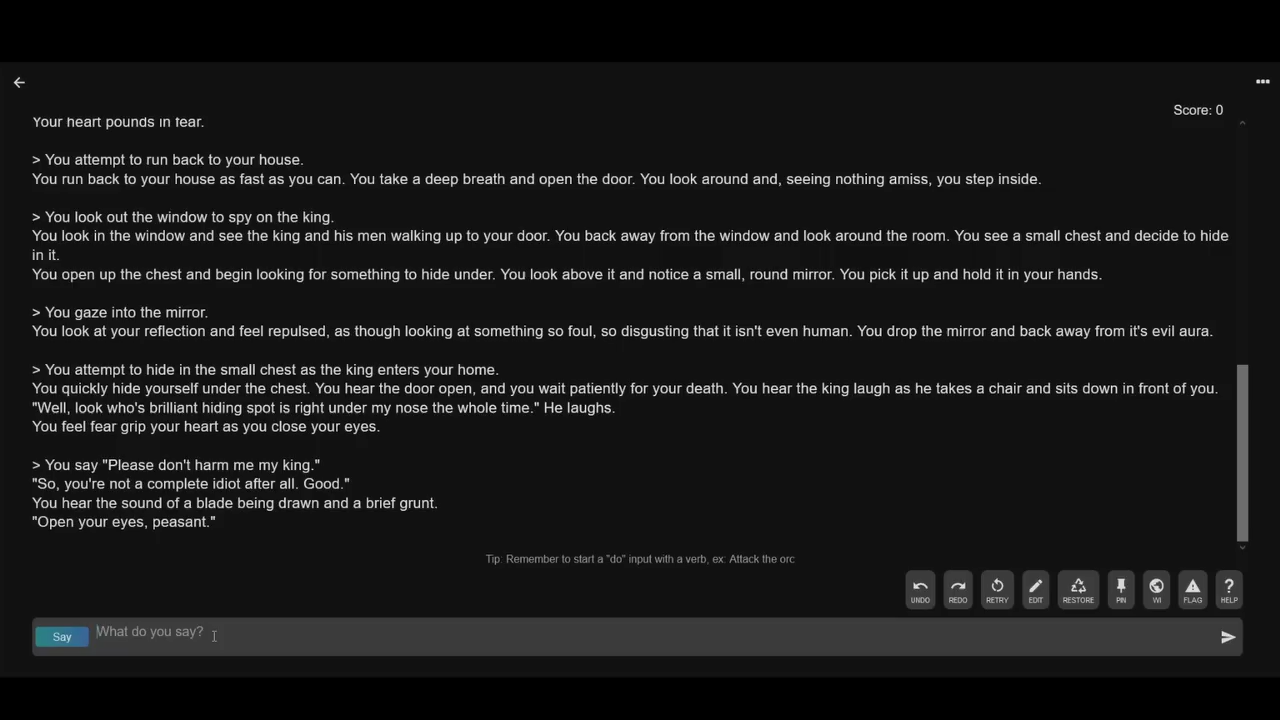 Score: 0
Your heart pounds in fear.
> You attempt to run back to your house.
You run back to your house as fast as you can. You take a deep breath and open the door. You look around and, seeing nothing amiss, you step inside.
> You look out the window to spy on the king.
You look in the window and see the king and his men walking up to your door. You back away from the window and look around the room. You see a small chest and decide to hide
in it.
You open up the chest and begin looking for something to hide under. You look above it and notice a small, round mirror. You pick it up and hold it in your hands.
> You gaze into the mirror.
You look at your reflection and feel repulsed, as though looking at something so foul, so disgusting that it isn't even human. You drop the mirror and back away from it's evil aura.
> You attempt to hide in the small chest as the king enters your home.
You quickly hide yourself under the chest. You hear the door open, and you wait patiently for your death. You hear the king laugh as he takes a chair and sits down in front of you.
"Well, look who's brilliant hiding spot is right under my nose the whole time." He laughs.
You feel fear grip your heart as you close your eyes.
> You say "Please don't harm me my king."
"So, you're not a complete idiot after all. Good."
You hear the sound of a blade being drawn and a brief grunt.
"Open your eyes, peasant."
Tip: Remember to start a "do" input with a verb, ex: Attack the orc
UNDO REDO RETRY EDIT RESTORE PIN WI FLAG HELP
Say What do you say?